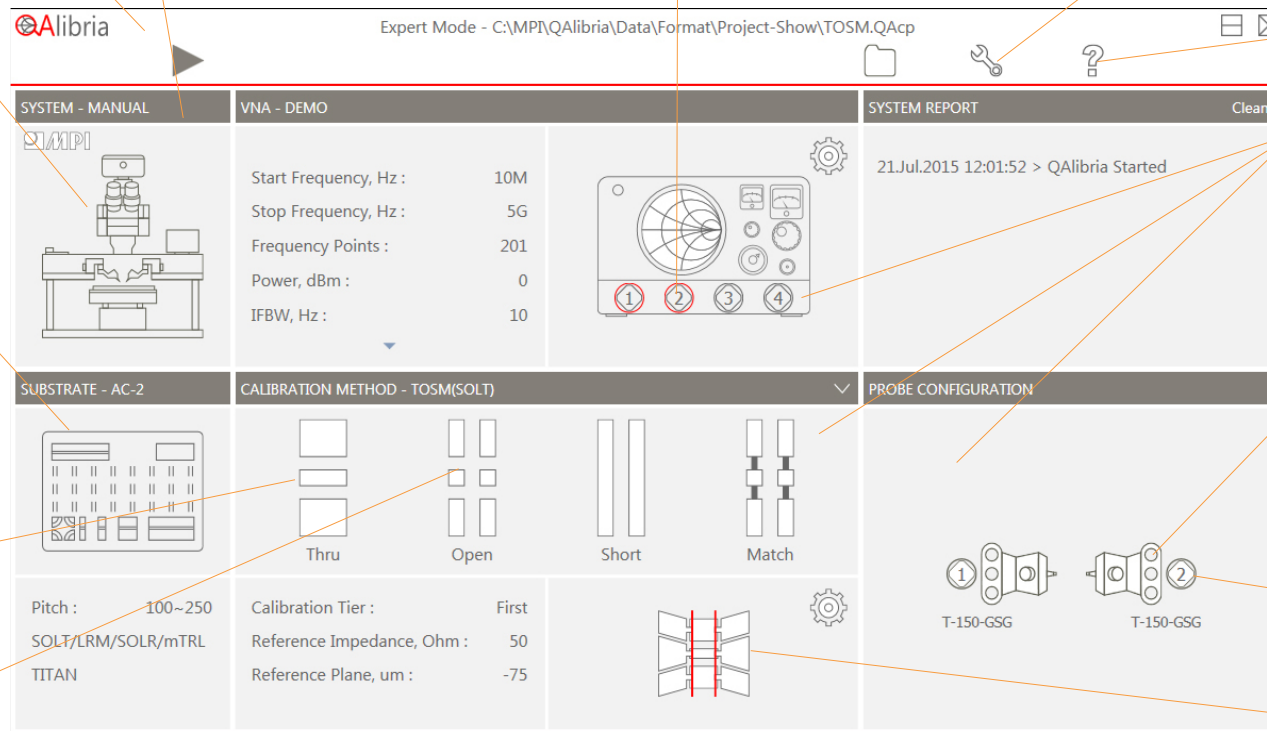 QAlibria
Expert Mode - C:\MPI\QAlibria\Data\Format\Project-Show\TOSM.QAcp
?
SYSTEM - MANUAL
VNA - DEMO
SYSTEM REPORT
Clean
MPI
Start Frequency, Hz : 10M
Stop Frequency, Hz : 5G
Frequency Points : 201
Power, dBm : 0
IFBW, Hz : 10
1 2 3 4
21.Jul.2015 12:01:52 > QAlibria Started
SUBSTRATE - AC-2
CALIBRATION METHOD - TOSM(SOLT)
PROBE CONFIGURATION
Thru Open Short Match
1 2
T-150-GSG T-150-GSG
Pitch : 100~250
SOLT/LRM/SOLR/mTRL
TITAN
Calibration Tier : First
Reference Impedance, Ohm : 50
Reference Plane, um : -75